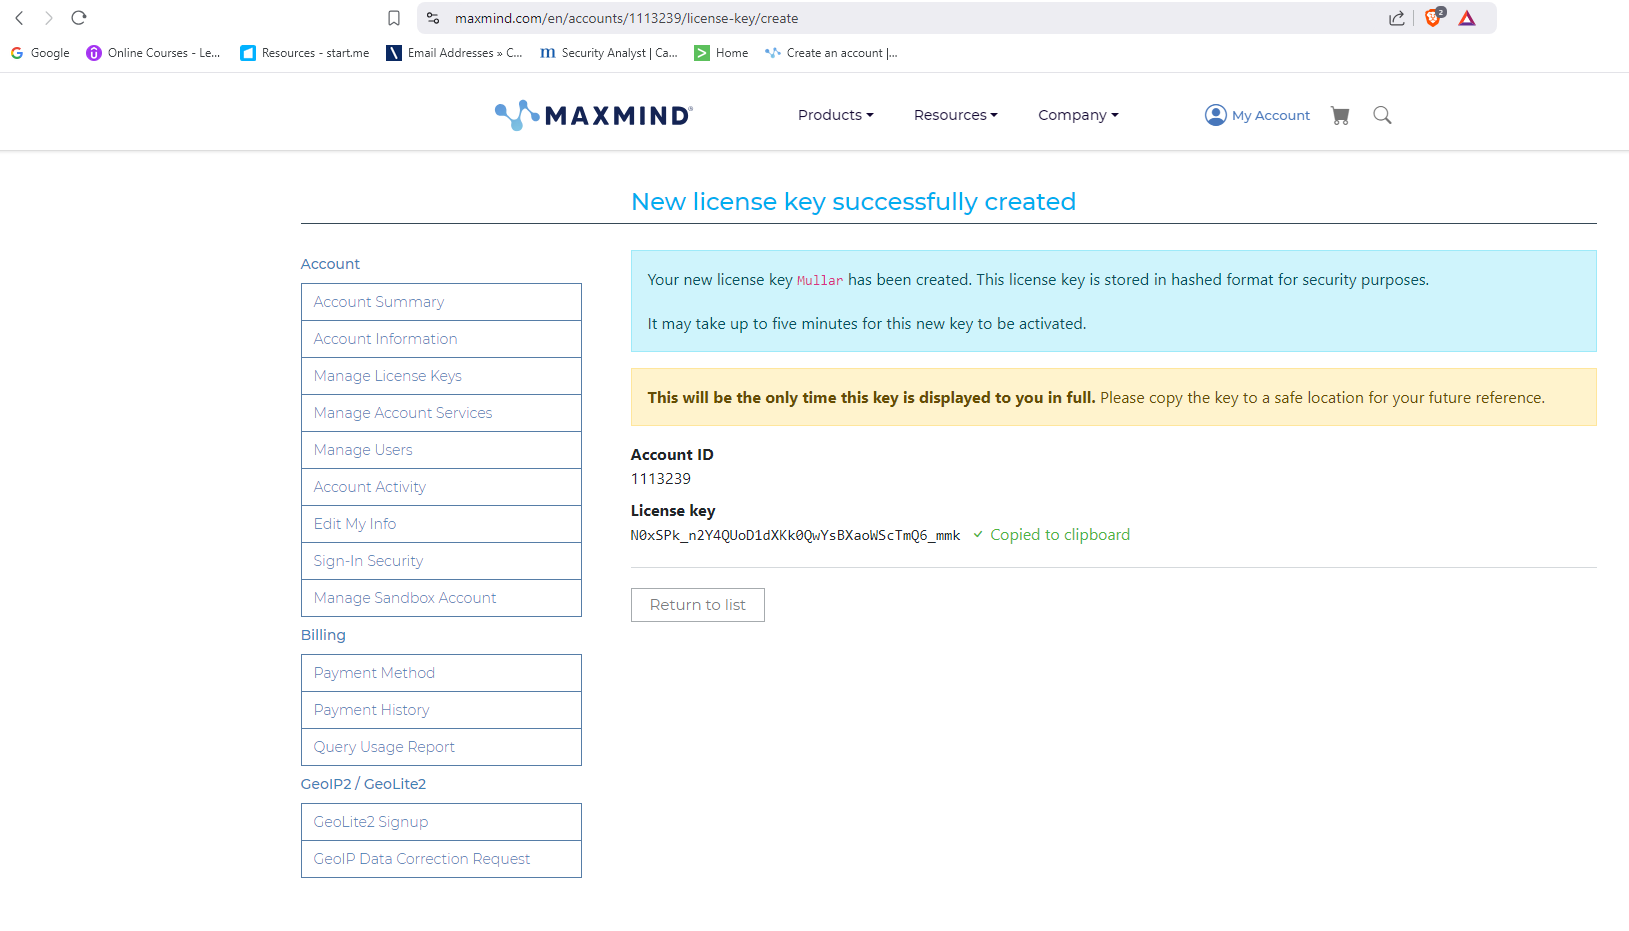 maxmind.com/en/accounts/1113239/license-key/create
2
Google
Online Courses - Le...
Resources - start.me
Email Addresses » C...
Security Analyst | Ca...
Home
Create an account |...
MAXMIND®
Products
Resources
Company
My Account
New license key successfully created
Account
Account Summary
Account Information
Manage License Keys
Manage Account Services
Manage Users
Account Activity
Edit My Info
Sign-In Security
Manage Sandbox Account
Billing
Payment Method
Payment History
Query Usage Report
GeoIP2 / GeoLite2
GeoLite2 Signup
GeoIP Data Correction Request
Your new license key Mullar has been created. This license key is stored in hashed format for security purposes.
It may take up to five minutes for this new key to be activated.
This will be the only time this key is displayed to you in full. Please copy the key to a safe location for your future reference.
Account ID
1113239
License key
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 ✓ Copied to clipboard
Return to list